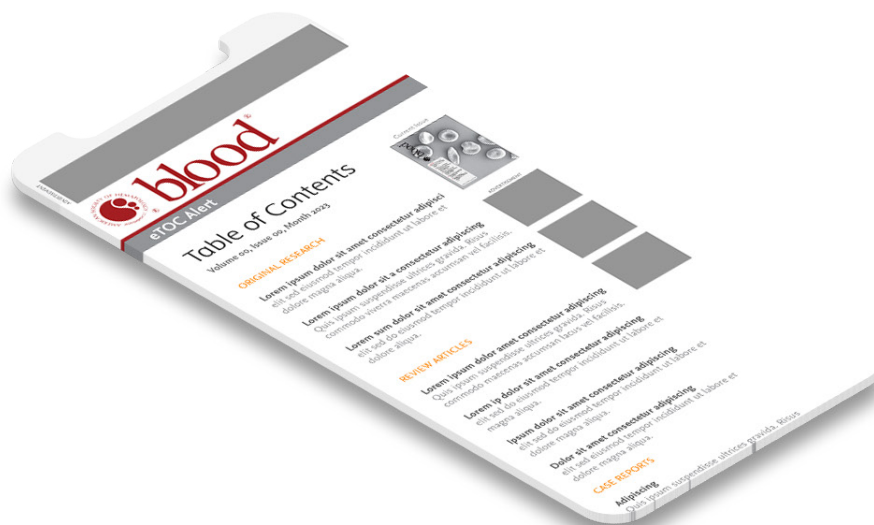 ADVERTISEMENT
blood®
eTOC Alert
Table of Contents
Volume 00, Issue 00, Month 2023
Current Issue
blood
advertisement
ORIGINAL RESEARCH
Lorem ipsum dolor sit amet consectetur adipisci
elit sed eiusmod tempor incididunt ut labore et
dolore magna aliqua.
Lorem ipsum dolor sit a consectetur adipiscing
Quis ipsum suspendisse ultrices gravida. Risus
commodo viverra maecenas accumsan vel facilisis.
Lorem sum dolor sit amet consectetur adipiscing
elit sed do eiusmod tempor incididunt ut labore et
dolore aliqua.
REVIEW ARTICLES
Lorem ipsum dolor amet consectetur adipiscing
Quis ipsum suspendisse ultrices gravida. Risus
commodo maecenas accumsan lacus vel facilisis.
Lorem ip dolor sit amet consectetur adipiscing
elit sed do eiusmod tempor incididunt ut labore et
magna aliqua.
Ipsum dolor sit amet consectetur adipiscing
elit sed do eiusmod tempor incididunt ut labore et
dolore magna aliqua.
Dolor sit amet consectetur adipiscing
elit sed do eiusmod tempor incididunt ut labore et
dolore magna aliqua.
CASE REPORTS
Adipiscing
Quis ipsum suspendisse ultrices gravida. Risus